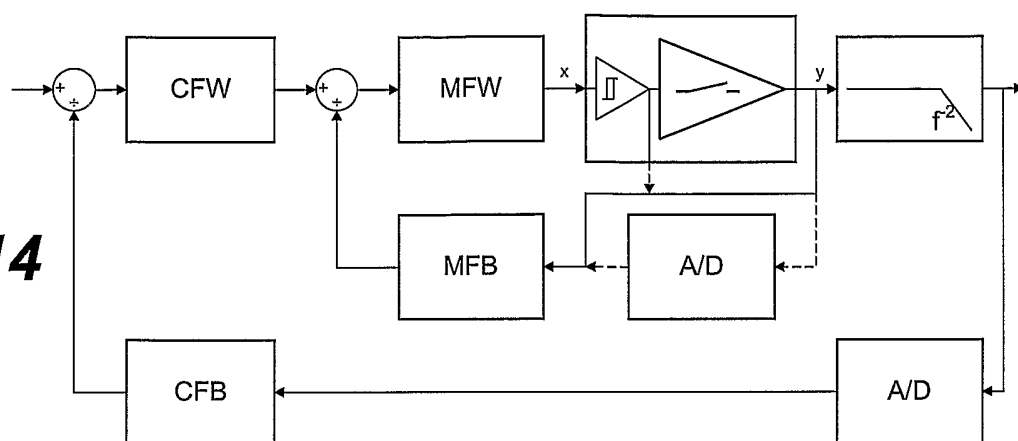 x
y
+
÷
CFW
+
÷
MFW
f⁻²
14
MFB
A/D
CFB
A/D